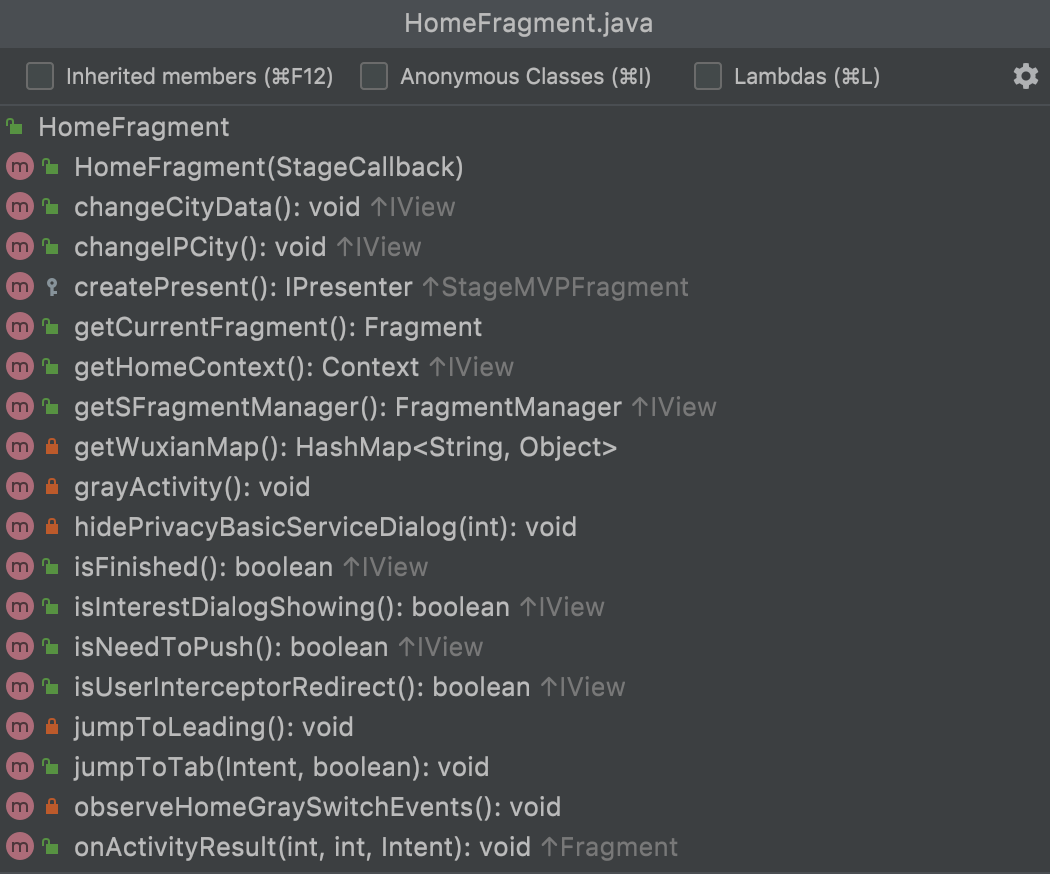 HomeFragment.java
Inherited members (⌘F12) Anonymous Classes (⌘I) Lambdas (⌘L)
HomeFragment
m HomeFragment(StageCallback)
m changeCityData(): void ↑IView
m changeIPCity(): void ↑IView
m createPresent(): IPresenter ↑StageMVPFragment
m getCurrentFragment(): Fragment
m getHomeContext(): Context ↑IView
m getSFragmentManager(): FragmentManager ↑IView
m getWuxianMap(): HashMap<String, Object>
m grayActivity(): void
m hidePrivacyBasicServiceDialog(int): void
m isFinished(): boolean ↑IView
m isInterestDialogShowing(): boolean ↑IView
m isNeedToPush(): boolean ↑IView
m isUserInterceptorRedirect(): boolean ↑IView
m jumpToLeading(): void
m jumpToTab(Intent, boolean): void
m observeHomeGraySwitchEvents(): void
m onActivityResult(int, int, Intent): void ↑Fragment